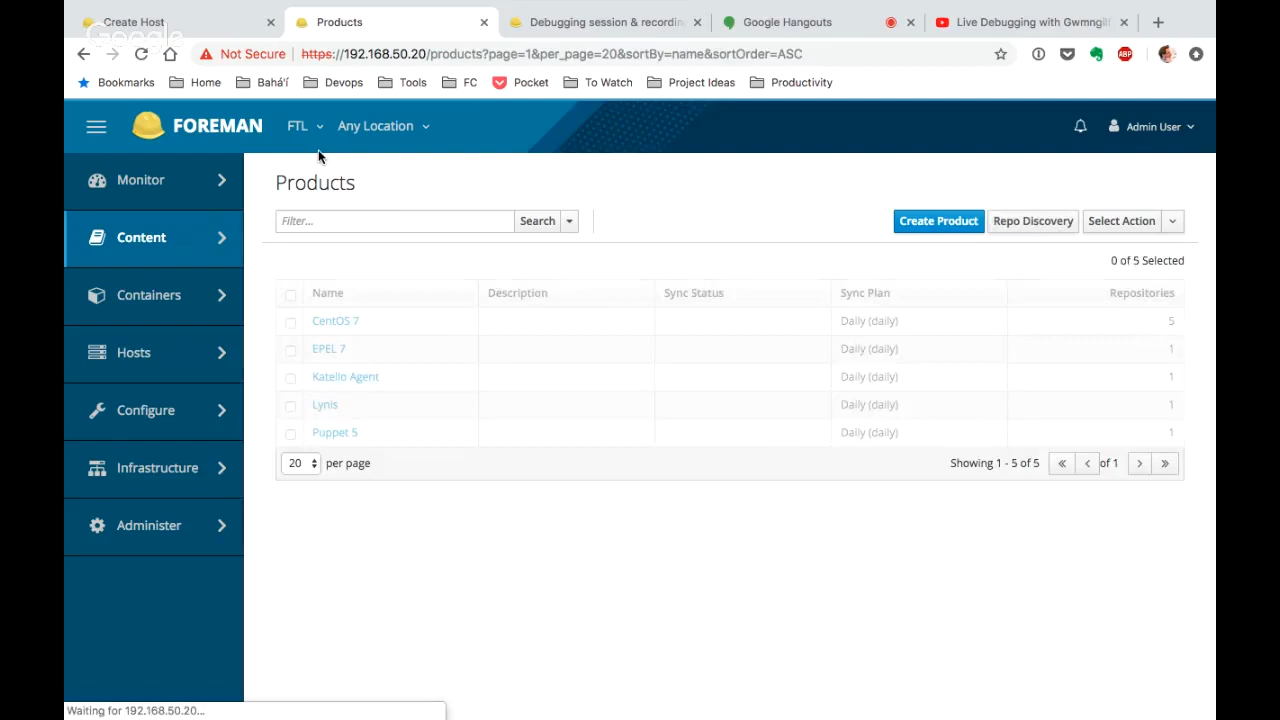 Create Host
Products
Debugging session & recordin
Google Hangouts
Live Debugging with Gwmngil
Google
Not Secure
https://192.168.50.20/products?page=1&per_page=20&sortBy=name&sortOrder=ASC
ABP
Bookmarks
Home
Bahá'í
Devops
Tools
FC
Pocket
To Watch
Project Ideas
Productivity
FOREMAN
FTL
Any Location
Admin User
Monitor
Content
Containers
Hosts
Configure
Infrastructure
Administer
Products
Filter...
Search
Create Product
Repo Discovery
Select Action
0 of 5 Selected
Name Description Sync Status Sync Plan Repositories
CentOS 7 Daily (daily) 5
EPEL 7 Daily (daily) 1
Katello Agent Daily (daily) 1
Lynis Daily (daily) 1
Puppet 5 Daily (daily) 1
20 per page
Showing 1 - 5 of 5 « ‹ of 1 › »
Waiting for 192.168.50.20...